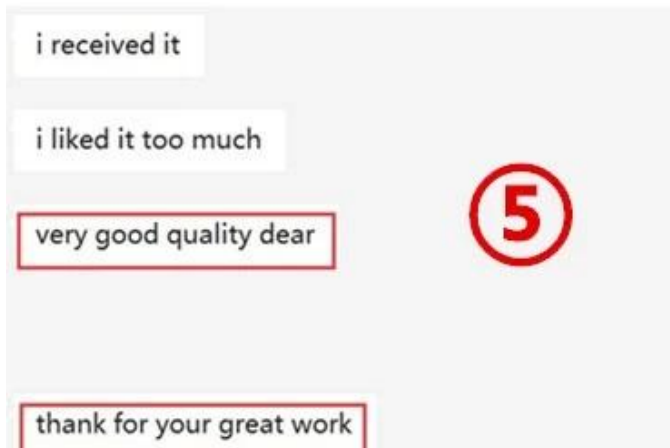 i received it
i liked it too much
very good quality dear
5
thank for your great work